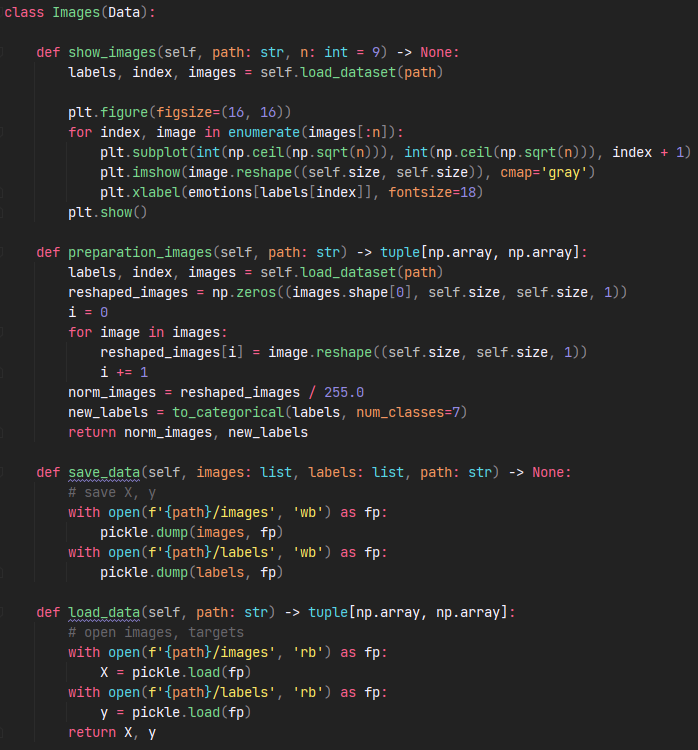 class Images(Data):
def show_images(self, path: str, n: int = 9) -> None:
labels, index, images = self.load_dataset(path)
plt.figure(figsize=(16, 16))
for index, image in enumerate(images[:n]):
plt.subplot(int(np.ceil(np.sqrt(n))), int(np.ceil(np.sqrt(n))), index + 1)
plt.imshow(image.reshape((self.size, self.size)), cmap='gray')
plt.xlabel(emotions[labels[index]], fontsize=18)
plt.show()
def preparation_images(self, path: str) -> tuple[np.array, np.array]:
labels, index, images = self.load_dataset(path)
reshaped_images = np.zeros((images.shape[0], self.size, self.size, 1))
i = 0
for image in images:
reshaped_images[i] = image.reshape((self.size, self.size, 1))
i += 1
norm_images = reshaped_images / 255.0
new_labels = to_categorical(labels, num_classes=7)
return norm_images, new_labels
def save_data(self, images: list, labels: list, path: str) -> None:
# save X, y
with open(f'{path}/images', 'wb') as fp:
pickle.dump(images, fp)
with open(f'{path}/labels', 'wb') as fp:
pickle.dump(labels, fp)
def load_data(self, path: str) -> tuple[np.array, np.array]:
# open images, targets
with open(f'{path}/images', 'rb') as fp:
X = pickle.load(fp)
with open(f'{path}/labels', 'rb') as fp:
y = pickle.load(fp)
return X, y